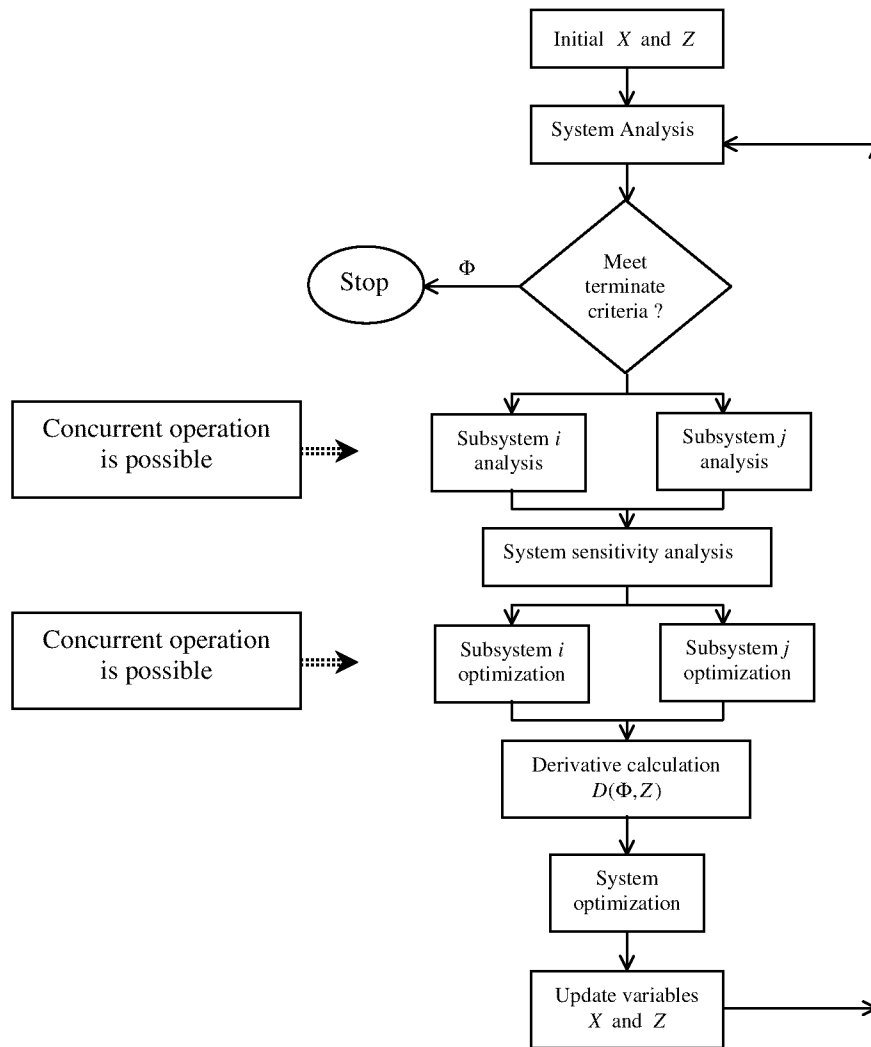 Initial X and Z
System Analysis
Meet
terminate
criteria ?
Φ
Stop
Concurrent operation
is possible
Subsystem i
analysis
Subsystem j
analysis
System sensitivity analysis
Concurrent operation
is possible
Subsystem i
optimization
Subsystem j
optimization
Derivative calculation
D(Φ,Z)
System
optimization
Update variables
X and Z